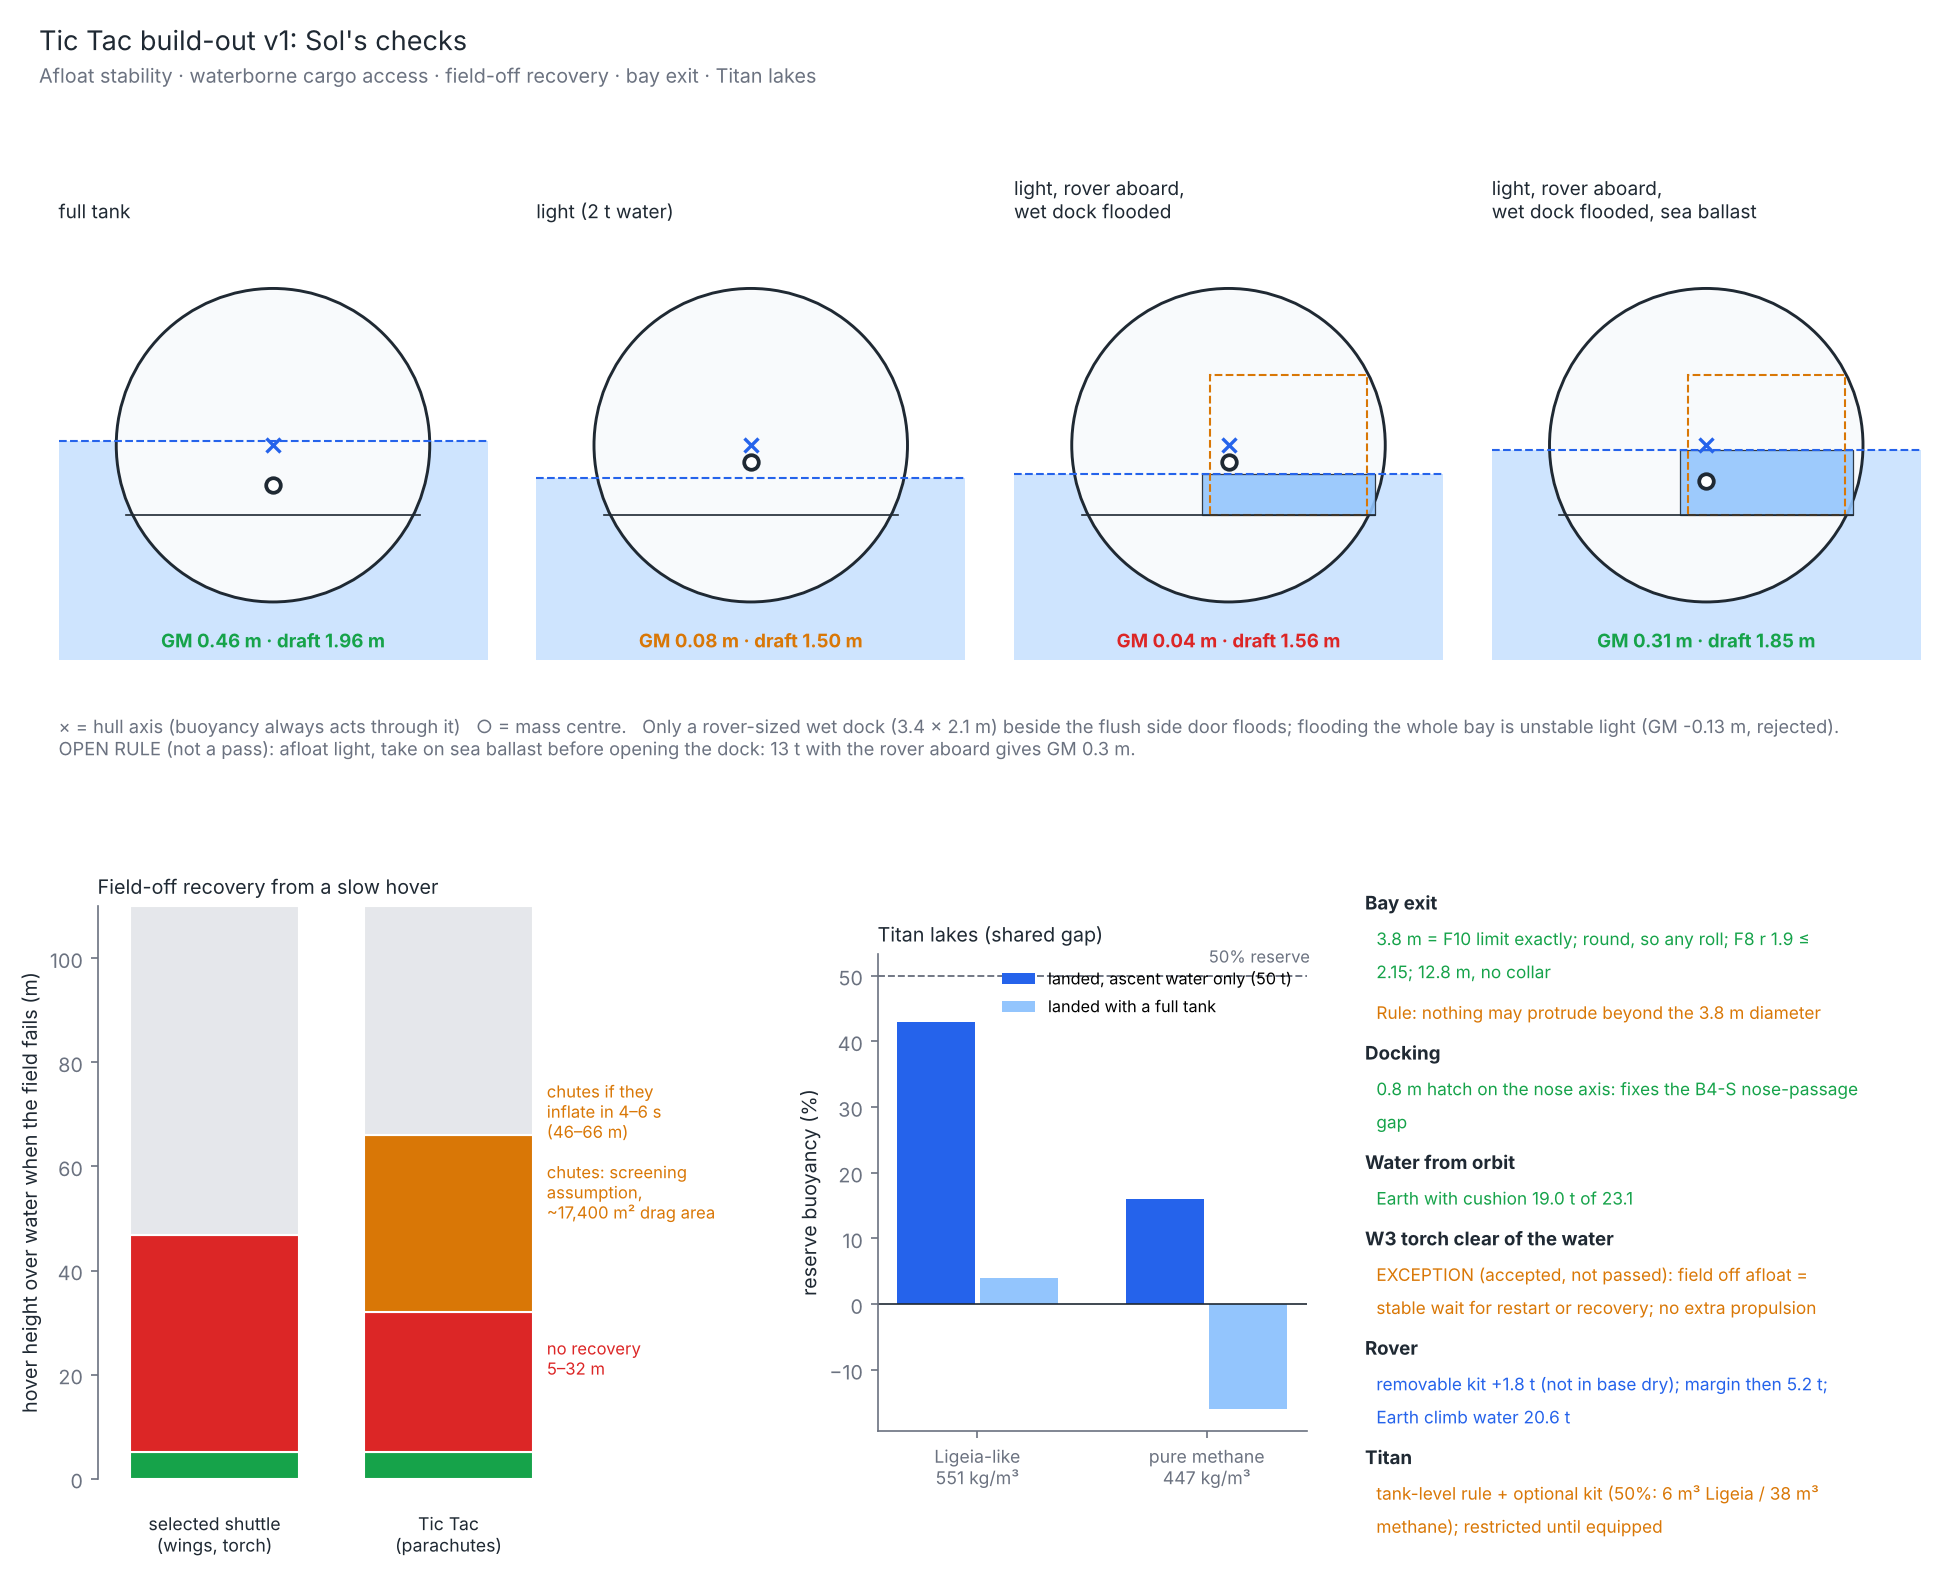 Tic Tac build-out v1: Sol's checks
Afloat stability · waterborne cargo access · field-off recovery · bay exit · Titan lakes
full tank
light (2 t water)
light, rover aboard,
wet dock flooded
light, rover aboard,
wet dock flooded, sea ballast
GM 0.46 m · draft 1.96 m
GM 0.08 m · draft 1.50 m
GM 0.04 m · draft 1.56 m
GM 0.31 m · draft 1.85 m
× = hull axis (buoyancy always acts through it)   O = mass centre.   Only a rover-sized wet dock (3.4 × 2.1 m) beside the flush side door floods; flooding the whole bay is unstable light (GM -0.13 m, rejected).
OPEN RULE (not a pass): afloat light, take on sea ballast before opening the dock: 13 t with the rover aboard gives GM 0.3 m.
Field-off recovery from a slow hover
hover height over water when the field fails (m)
100
80
60
40
20
0
chutes if they
inflate in 4–6 s
(46–66 m)
chutes: screening
assumption,
~17,400 m² drag area
no recovery
5–32 m
selected shuttle
(wings, torch)
Tic Tac
(parachutes)
Titan lakes (shared gap)
50% reserve
landed, ascent water only (50 t)
landed with a full tank
reserve buoyancy (%)
50
40
30
20
10
0
−10
Ligeia-like
551 kg/m³
pure methane
447 kg/m³
Bay exit
3.8 m = F10 limit exactly; round, so any roll; F8 r 1.9 ≤
2.15; 12.8 m, no collar
Rule: nothing may protrude beyond the 3.8 m diameter
Docking
0.8 m hatch on the nose axis: fixes the B4-S nose-passage
gap
Water from orbit
Earth with cushion 19.0 t of 23.1
W3 torch clear of the water
EXCEPTION (accepted, not passed): field off afloat =
stable wait for restart or recovery; no extra propulsion
Rover
removable kit +1.8 t (not in base dry); margin then 5.2 t;
Earth climb water 20.6 t
Titan
tank-level rule + optional kit (50%: 6 m³ Ligeia / 38 m³
methane); restricted until equipped